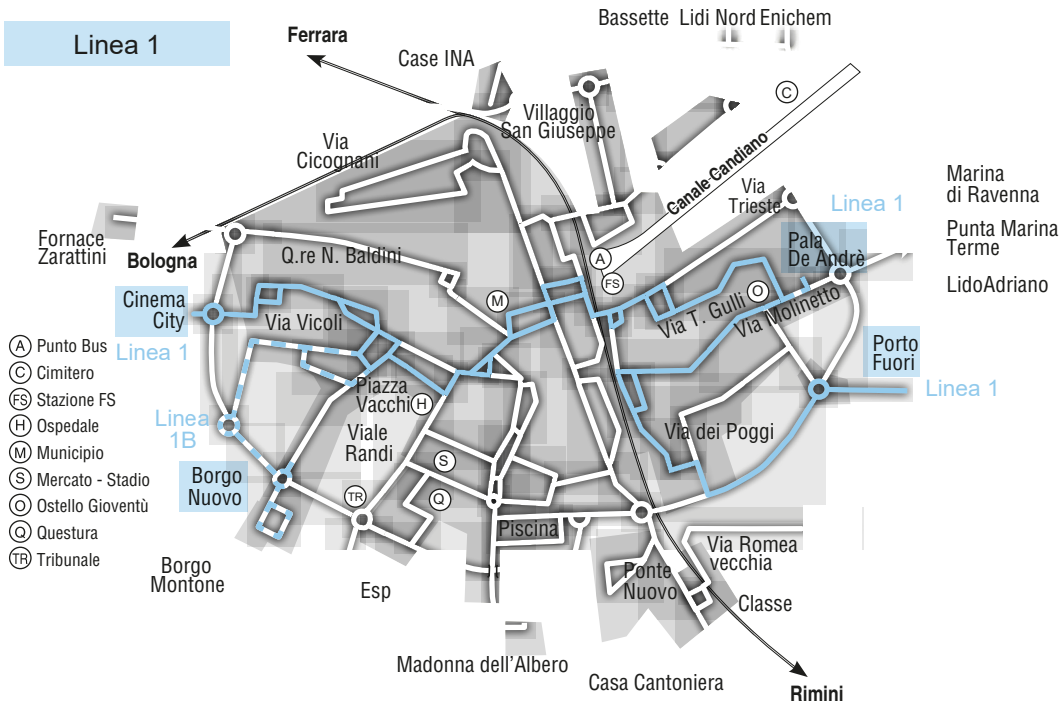 Linea 1
Ferrara
Case INA
Bassette
Lidi Nord
Enichem
C
Villaggio
San Giuseppe
Via
Cicognani
Canale Candiano
Via
Trieste
Linea 1
Marina
di Ravenna
Punta Marina
Terme
LidoAdriano
Fornace
Zarattini
Bologna
Q.re N. Baldini
A
FS
Pala
De Andrè
Cinema
City
Linea 1
Via Vicoli
M
Via T. Gulli
O
Via Molinetto
Porto
Fuori
Linea 1
A Punto Bus
C Cimitero
FS Stazione FS
H Ospedale
M Municipio
S Mercato - Stadio
O Ostello Gioventù
Q Questura
TR Tribunale
Piazza
Vacchi
H
Linea
1B
Viale
Randi
Via dei Poggi
S
Borgo
Nuovo
Q
TR
Piscina
Via Romea
vecchia
Borgo
Montone
Esp
Ponte
Nuovo
Classe
Madonna dell'Albero
Casa Cantoniera
Rimini